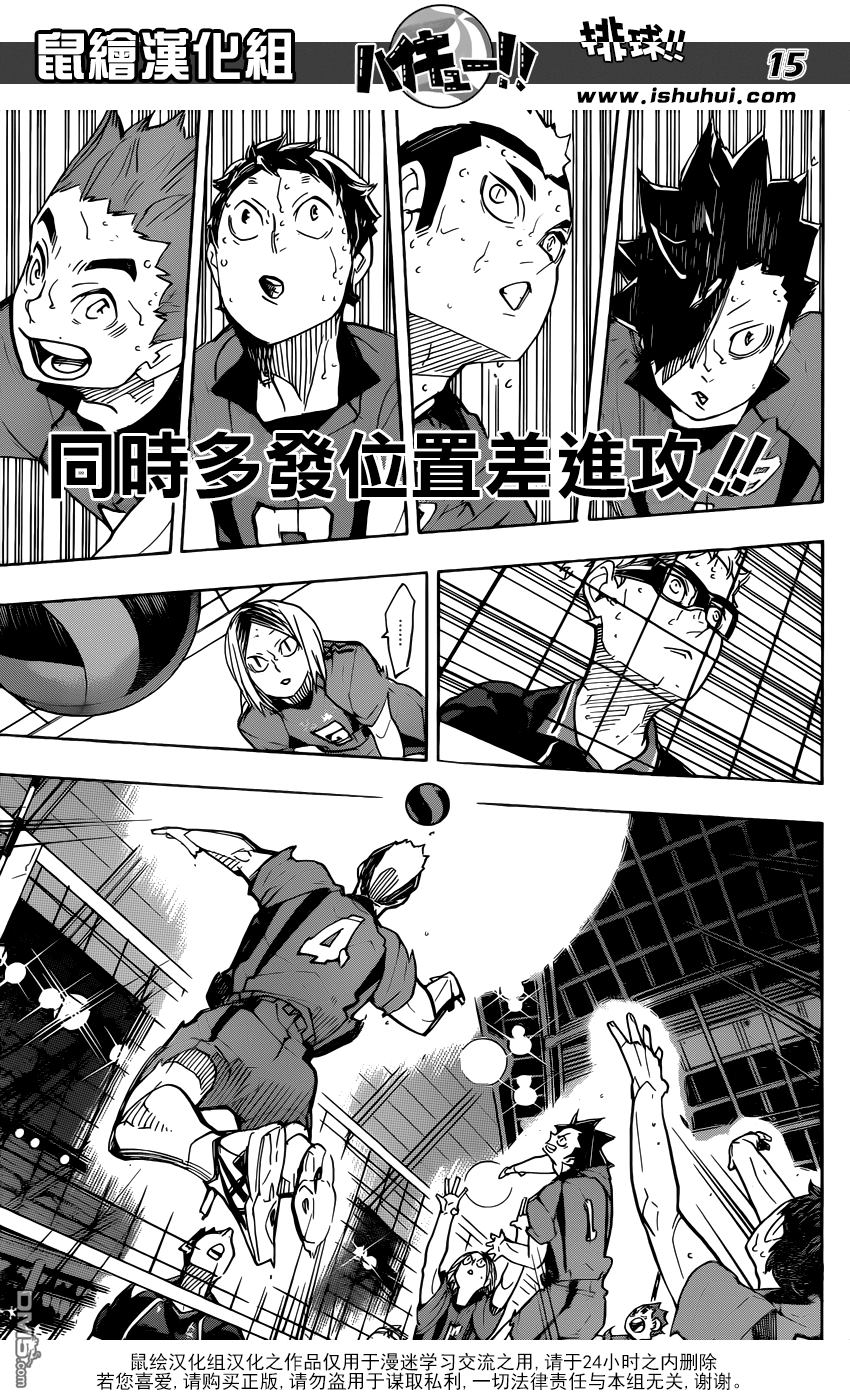 鼠繪漢化組
ハイキュー!!
排球!!
15
www.ishuhui.com
同時多發位置差進攻!!
……
5
4
1
DM5
鼠绘汉化组汉化之作品仅用于漫迷学习交流之用, 请于24小时之内删除
若您喜爱, 请购买正版, 请勿盗用于谋取私利, 一切法律责任与本组无关, 谢谢。